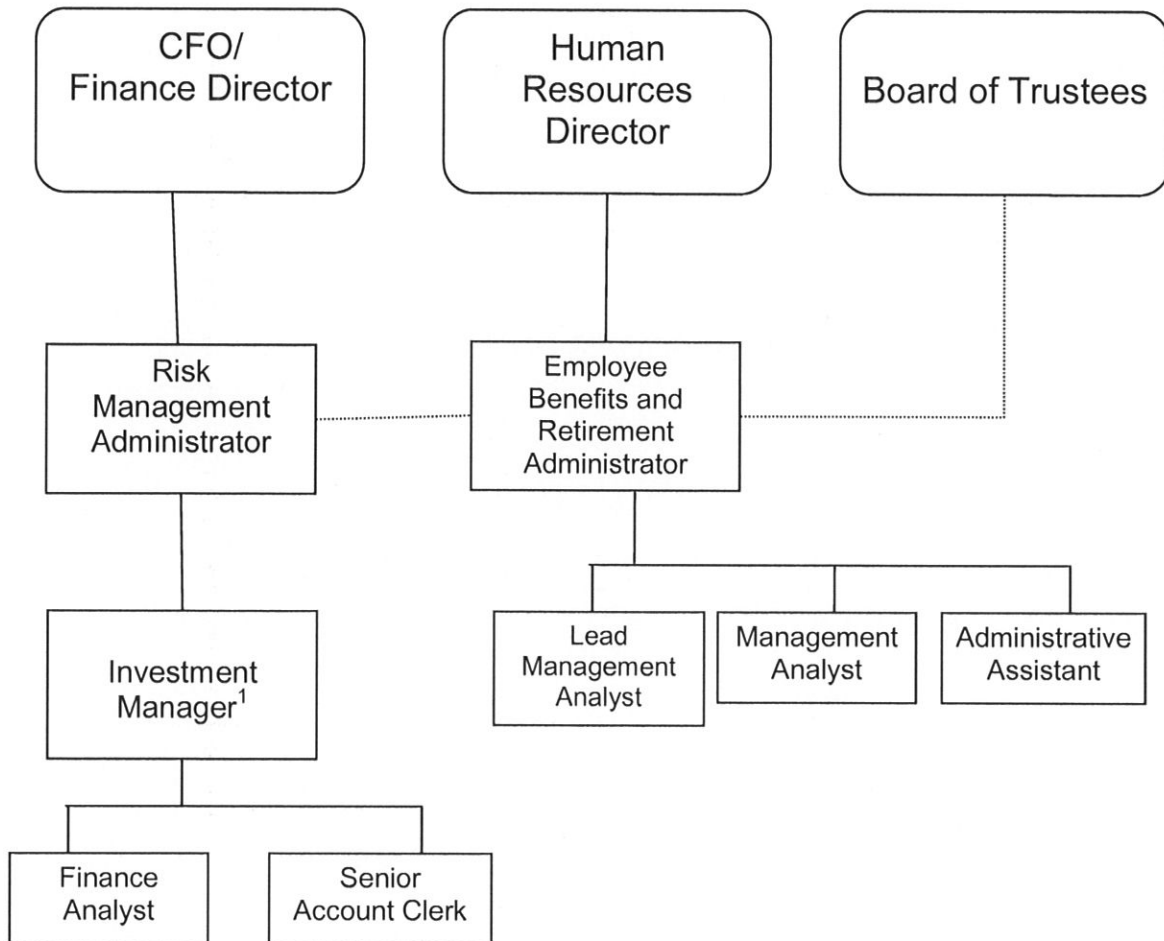 CFO/
Finance Director
Human
Resources
Director
Board of Trustees
Risk
Management
Administrator
Employee
Benefits and
Retirement
Administrator
Investment
Manager¹
Lead
Management
Analyst
Management
Analyst
Administrative
Assistant
Finance
Analyst
Senior
Account Clerk